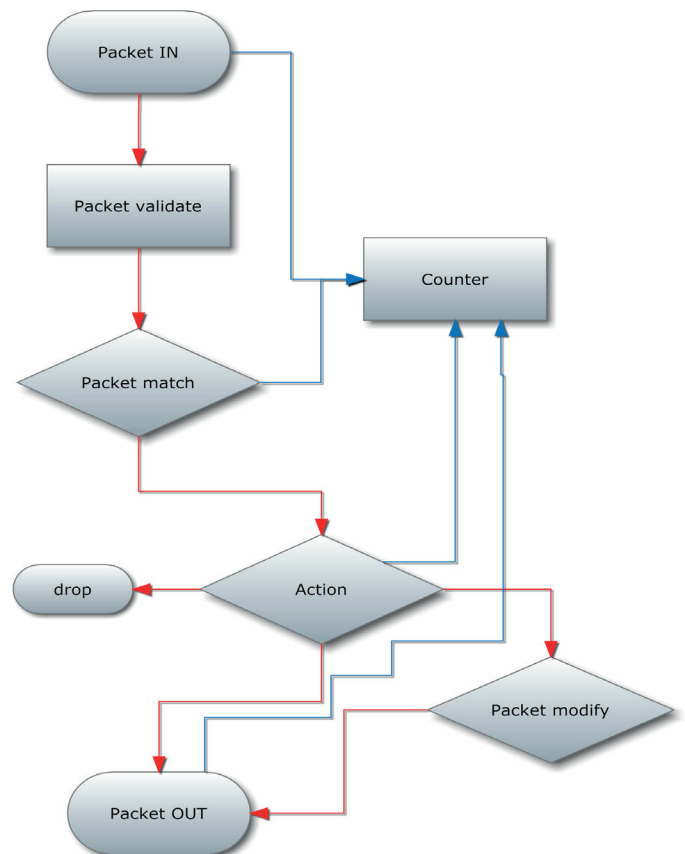 Packet IN
Packet validate
Counter
Packet match
Action
drop
Packet modify
Packet OUT